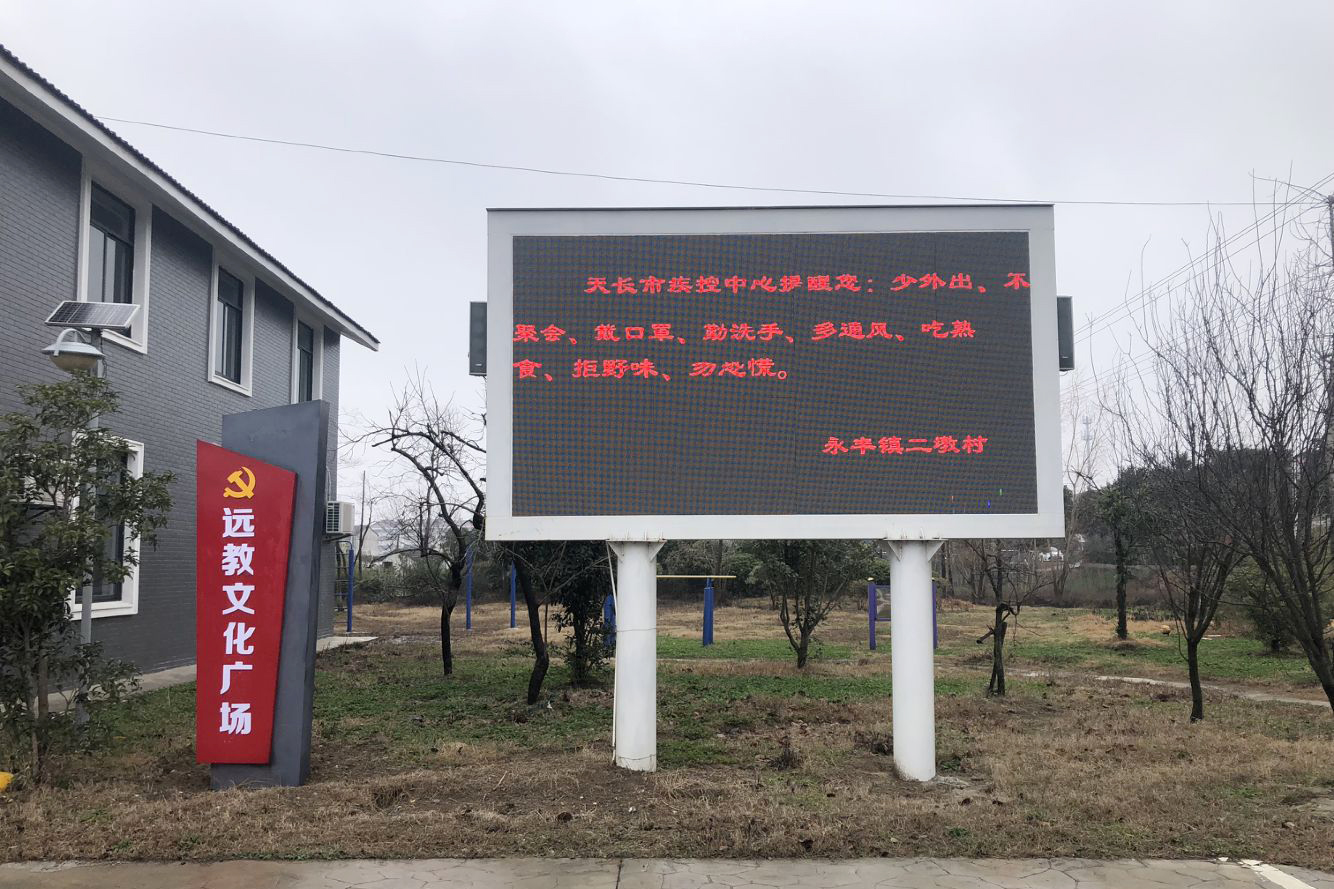 天长市疾控中心提醒您：少外出、不
聚会、戴口罩、勤洗手、多通风、吃熟
食、拒野味、勿心慌。
永丰镇二墩村
远教文化广场